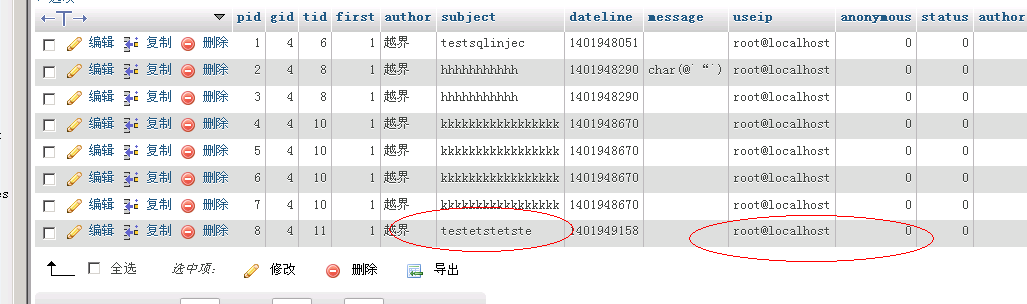 pid gid tid first author subject dateline message useip anonymous status author
编辑 复制 删除 1 4 6 1 越界 testsqlinjec 1401948051 root@localhost 0 0
编辑 复制 删除 2 4 8 1 越界 hhhhhhhhhhh 1401948290 char(@`“`) root@localhost 0 0
编辑 复制 删除 3 4 8 1 越界 hhhhhhhhhhh 1401948290 root@localhost 0 0
编辑 复制 删除 4 4 10 1 越界 kkkkkkkkkkkkkkkkk 1401948670 root@localhost 0 0
编辑 复制 删除 5 4 10 1 越界 kkkkkkkkkkkkkkkkk 1401948670 root@localhost 0 0
编辑 复制 删除 6 4 10 1 越界 kkkkkkkkkkkkkkkkk 1401948670 root@localhost 0 0
编辑 复制 删除 7 4 10 1 越界 kkkkkkkkkkkkkkkkk 1401948670 root@localhost 0 0
编辑 复制 删除 8 4 11 1 越界 testetstetste 1401949158 root@localhost 0 0
全选 选中项： 修改 删除 导出